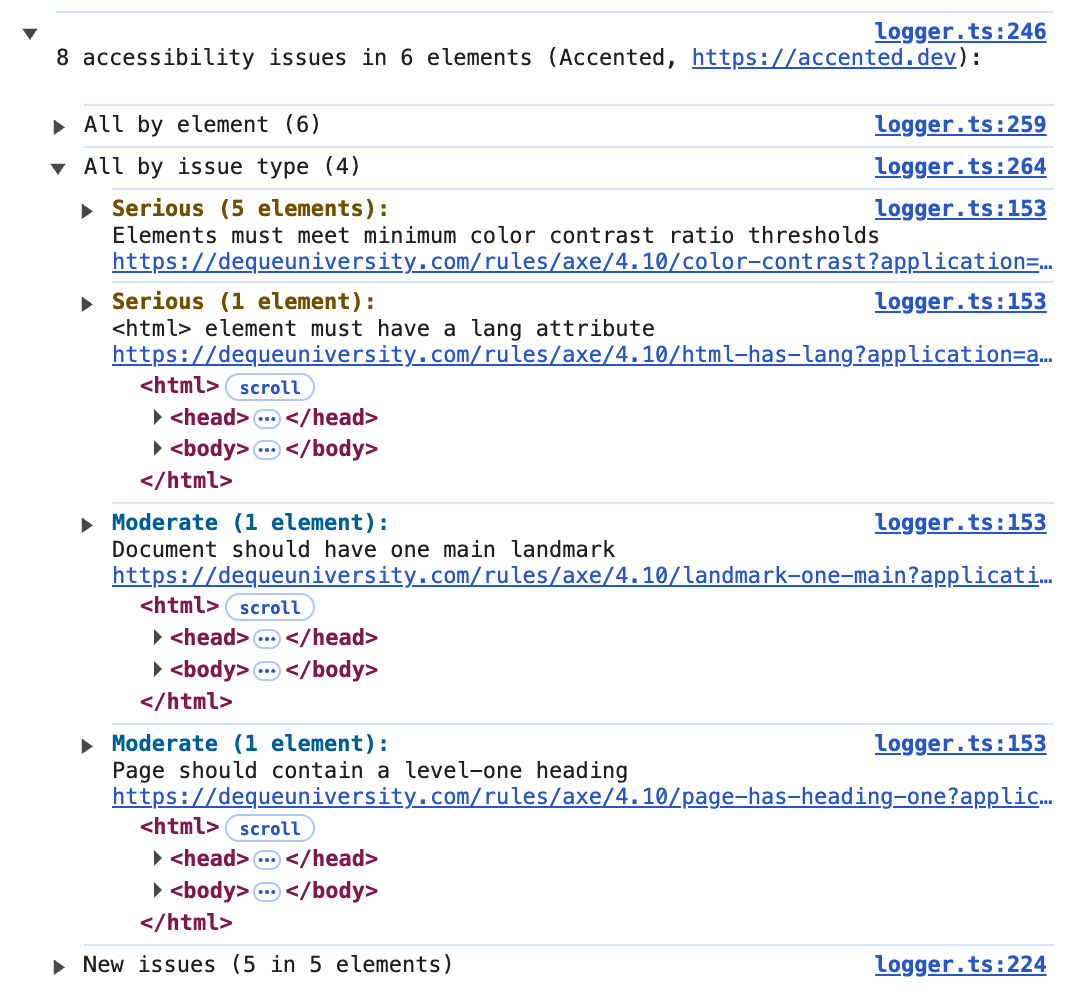 logger.ts:246
8 accessibility issues in 6 elements (Accented, https://accented.dev):
All by element (6) logger.ts:259
All by issue type (4) logger.ts:264
Serious (5 elements): logger.ts:153
Elements must meet minimum color contrast ratio thresholds
https://dequeuniversity.com/rules/axe/4.10/color-contrast?application=…
Serious (1 element): logger.ts:153
<html> element must have a lang attribute
https://dequeuniversity.com/rules/axe/4.10/html-has-lang?application=a…
<html> scroll
<head> … </head>
<body> … </body>
</html>
Moderate (1 element): logger.ts:153
Document should have one main landmark
https://dequeuniversity.com/rules/axe/4.10/landmark-one-main?applicati…
<html> scroll
<head> … </head>
<body> … </body>
</html>
Moderate (1 element): logger.ts:153
Page should contain a level-one heading
https://dequeuniversity.com/rules/axe/4.10/page-has-heading-one?applic…
<html> scroll
<head> … </head>
<body> … </body>
</html>
New issues (5 in 5 elements) logger.ts:224